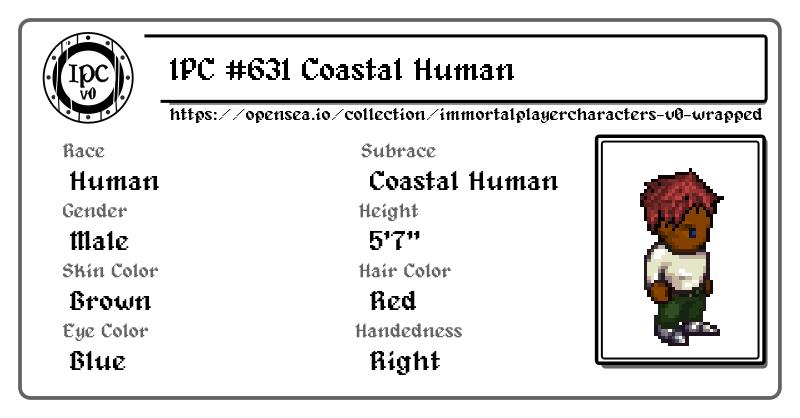 IPC
v0
IPC #631 Coastal Human
https://opensea.io/collection/immortalplayercharacters-v0-wrapped
Race
Human
Subrace
Coastal Human
Gender
Male
Height
5'7"
Skin Color
Brown
Hair Color
Red
Eye Color
Blue
Handedness
Right